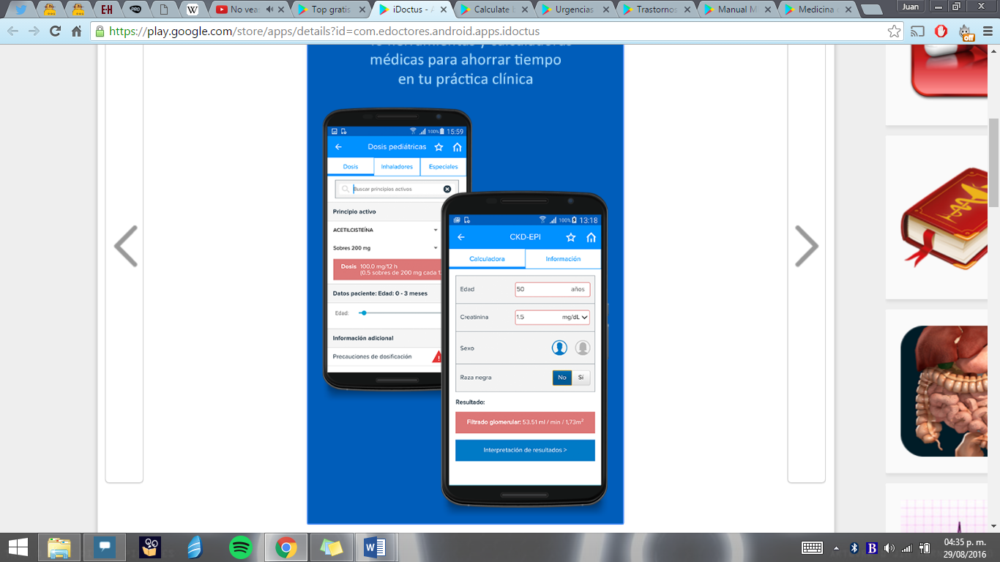 No veas
Top gratis
iDoctus - A
Calculate
Urgencias
Trastornos
Manual M
Medicina
Juan
https://play.google.com/store/apps/details?id=com.edoctores.android.apps.idoctus
off
médicas para ahorrar tiempo
en tu práctica clínica
100% 15:59
Dosis pediátricas
Dosis Inhaladores Especiales
Buscar principios activos
Principio activo
ACETILCISTEÍNA
Sobres 200 mg
Dosis 100.0 mg/12 h
(0.5 sobres de 200 mg cada 1
Datos paciente: Edad: 0 - 3 meses
Edad:
Información adicional
Precauciones de dosificación
100% 13:18
CKD-EPI
Calculadora Información
Edad 50 años
Creatinina 1.5 mg/dL
Sexo
Raza negra No Sí
Resultado:
Filtrado glomerular: 53.51 ml / min / 1,73m²
Interpretación de resultados >
04:35 p. m.
29/08/2016